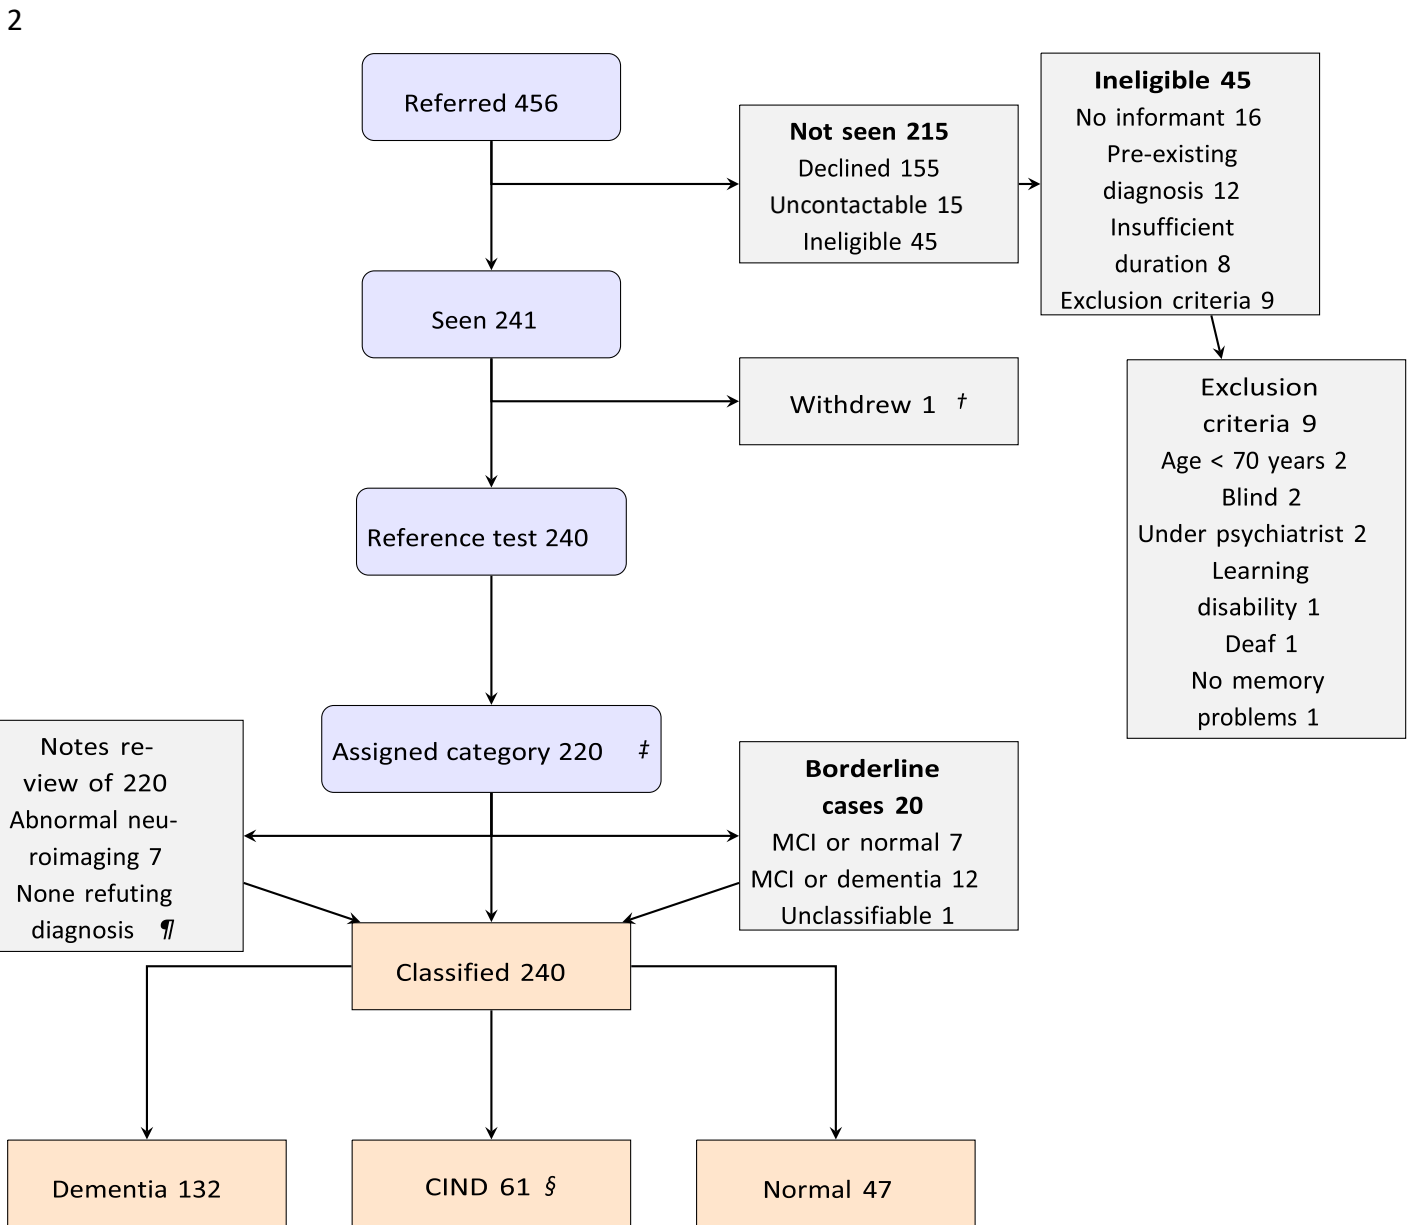 2
Referred 456
Not seen 215
Declined 155
Uncontactable 15
Ineligible 45
Ineligible 45
No informant 16
Pre-existing
diagnosis 12
Insufficient
duration 8
Exclusion criteria 9
Seen 241
Withdrew 1 †
Exclusion
criteria 9
Age < 70 years 2
Blind 2
Under psychiatrist 2
Learning
disability 1
Deaf 1
No memory
problems 1
Reference test 240
Assigned category 220 ‡
Notes re-
view of 220
Abnormal neu-
roimaging 7
None refuting
diagnosis ¶
Borderline
cases 20
MCI or normal 7
MCI or dementia 12
Unclassifiable 1
Classified 240
Dementia 132
CIND 61 §
Normal 47